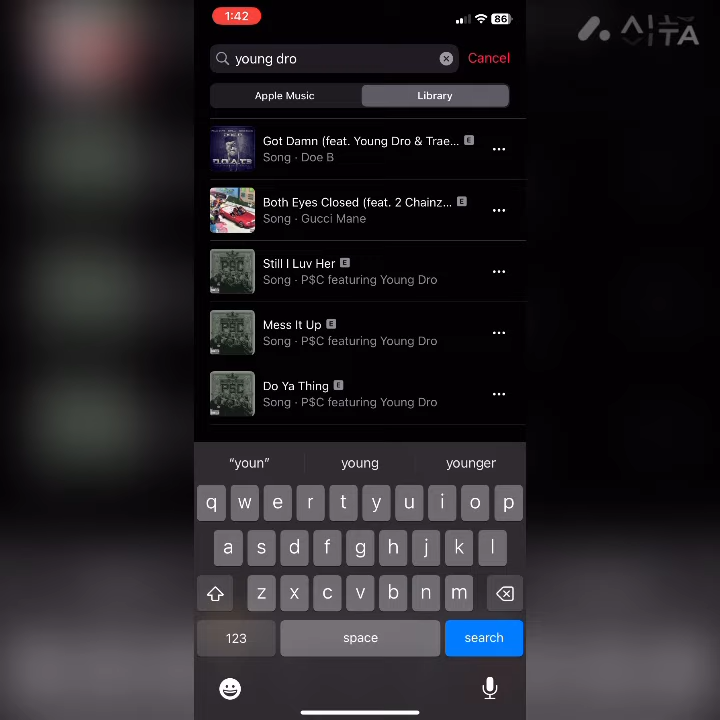 1:42
86
young dro
Cancel
Apple Music
Library
Got Damn (feat. Young Dro & Trae... E
Song · Doe B
Both Eyes Closed (feat. 2 Chainz... E
Song · Gucci Mane
Still I Luv Her E
Song · P$C featuring Young Dro
Mess It Up E
Song · P$C featuring Young Dro
Do Ya Thing E
Song · P$C featuring Young Dro
“youn”
young
younger
q w e r t y u i o p
a s d f g h j k l
z x c v b n m
123
space
search